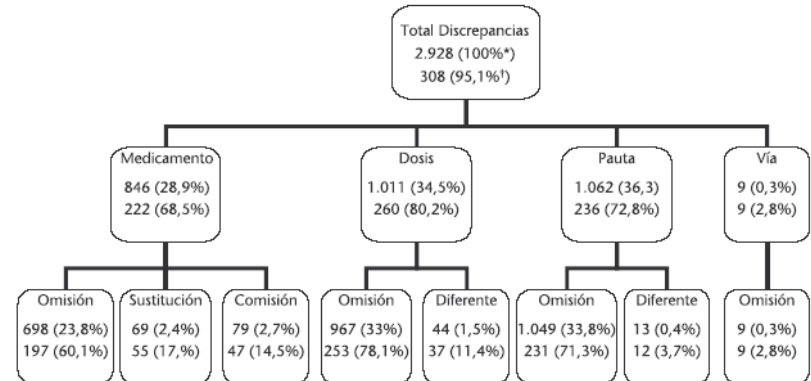 Total Discrepancias
2.928 (100%*)
308 (95,1%†)
Medicamento
846 (28,9%)
222 (68,5%)
Dosis
1.011 (34,5%)
260 (80,2%)
Pauta
1.062 (36,3)
236 (72,8%)
Vía
9 (0,3%)
9 (2,8%)
Omisión
698 (23,8%)
197 (60,1%)
Sustitución
69 (2,4%)
55 (17,%)
Comisión
79 (2,7%)
47 (14,5%)
Omisión
967 (33%)
253 (78,1%)
Diferente
44 (1,5%)
37 (11,4%)
Omisión
1.049 (33,8%)
231 (71,3%)
Diferente
13 (0,4%)
12 (3,7%)
Omisión
9 (0,3%)
9 (2,8%)